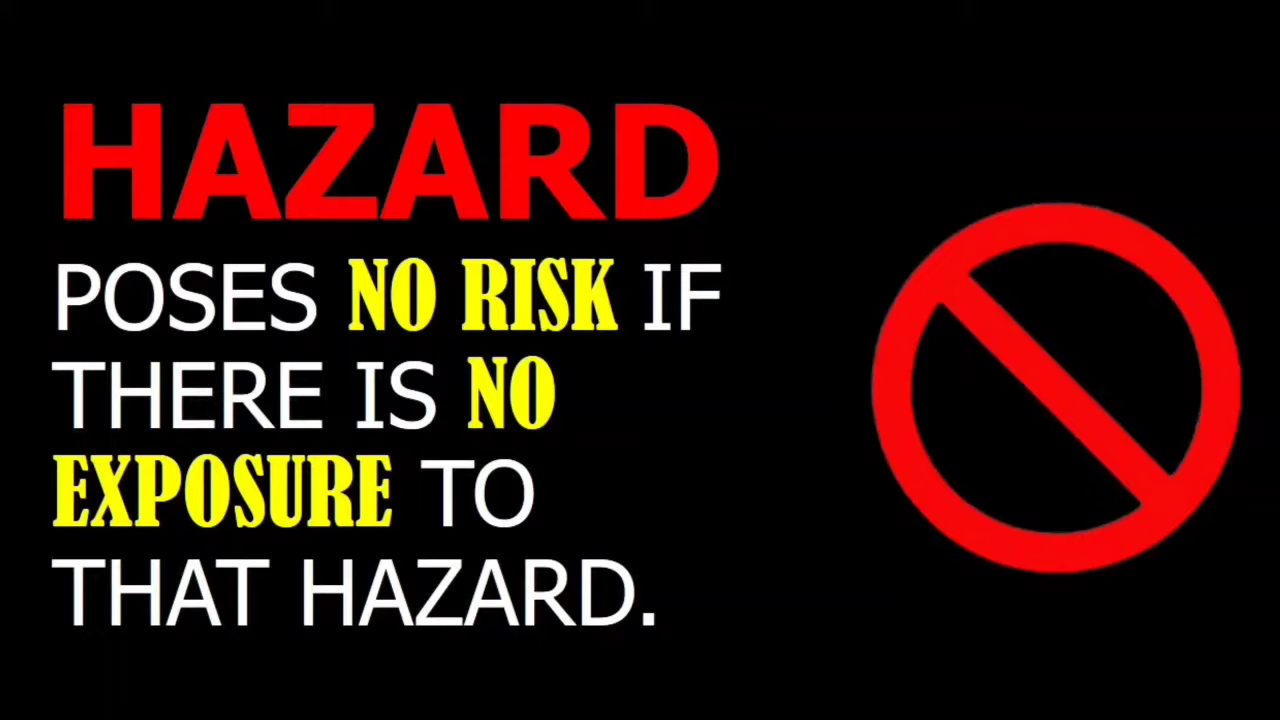 HAZARD
POSES NO RISK IF
THERE IS NO
EXPOSURE TO
THAT HAZARD.